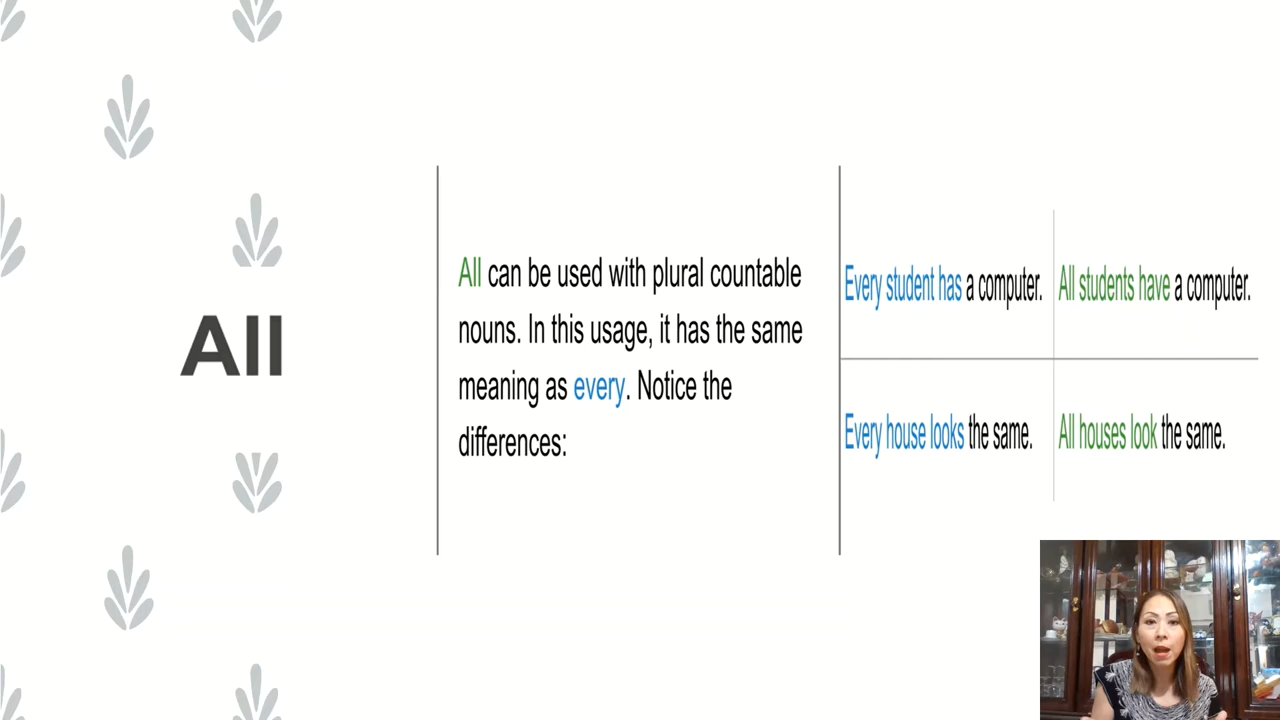 All
All can be used with plural countable
nouns. In this usage, it has the same
meaning as every. Notice the
differences:
Every student has a computer.
All students have a computer.
Every house looks the same.
All houses look the same.